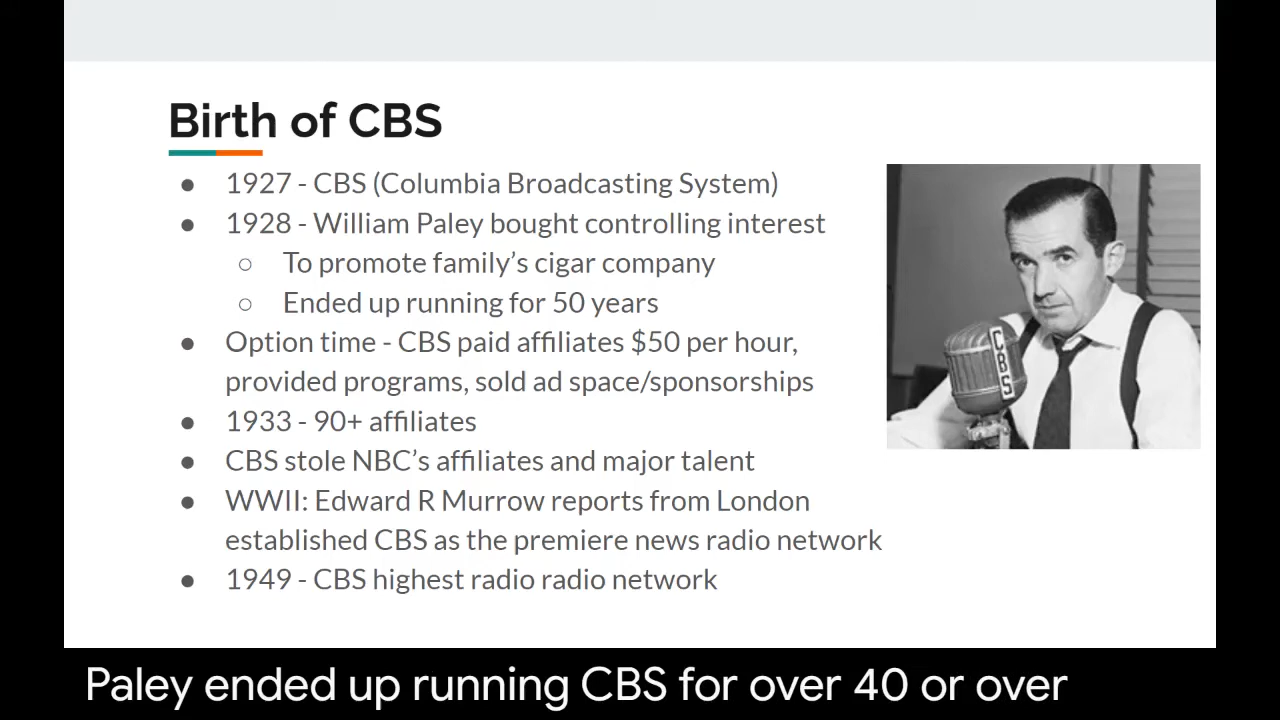 Birth of CBS
● 1927 - CBS (Columbia Broadcasting System)
● 1928 - William Paley bought controlling interest
○ To promote family's cigar company
○ Ended up running for 50 years
● Option time - CBS paid affiliates $50 per hour,
provided programs, sold ad space/sponsorships
● 1933 - 90+ affiliates
● CBS stole NBC's affiliates and major talent
● WWII: Edward R Murrow reports from London
established CBS as the premiere news radio network
● 1949 - CBS highest radio radio network
CBS
Paley ended up running CBS for over 40 or over